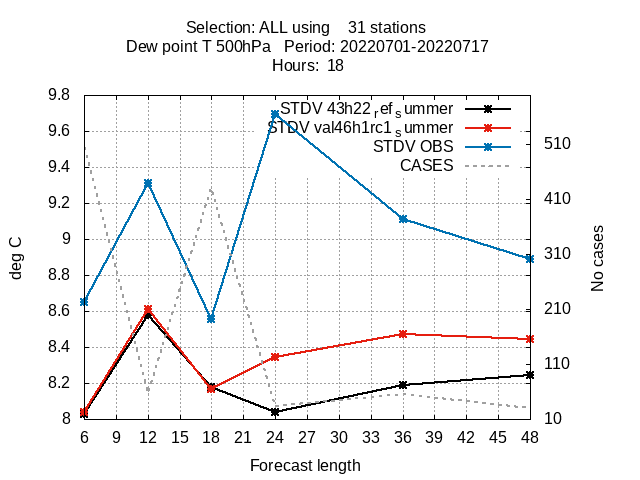 Selection: ALL using    31 stations
Dew point T 500hPa   Period: 20220701-20220717
Hours:  18
STDV 43h22refsummer
STDV val46h1rc1summer
STDV OBS
CASES
9.8
9.6
9.4
9.2
9
8.8
8.6
8.4
8.2
8
510
410
310
210
110
10
deg C
No cases
6 9 12 15 18 21 24 27 30 33 36 39 42 45 48
Forecast length